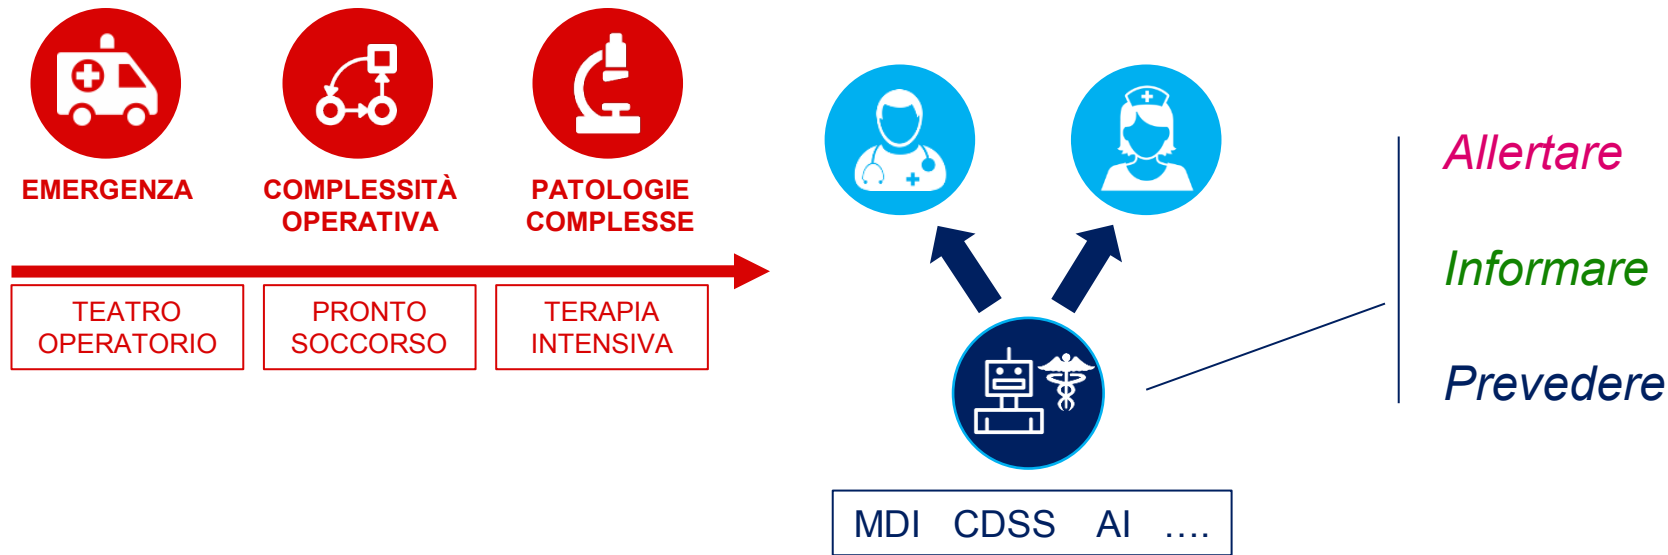 EMERGENZA
COMPLESSITÀ
OPERATIVA
PATOLOGIE
COMPLESSE
TEATRO
OPERATORIO
PRONTO
SOCCORSO
TERAPIA
INTENSIVA
MDI CDSS AI ....
Allertare
Informare
Prevedere